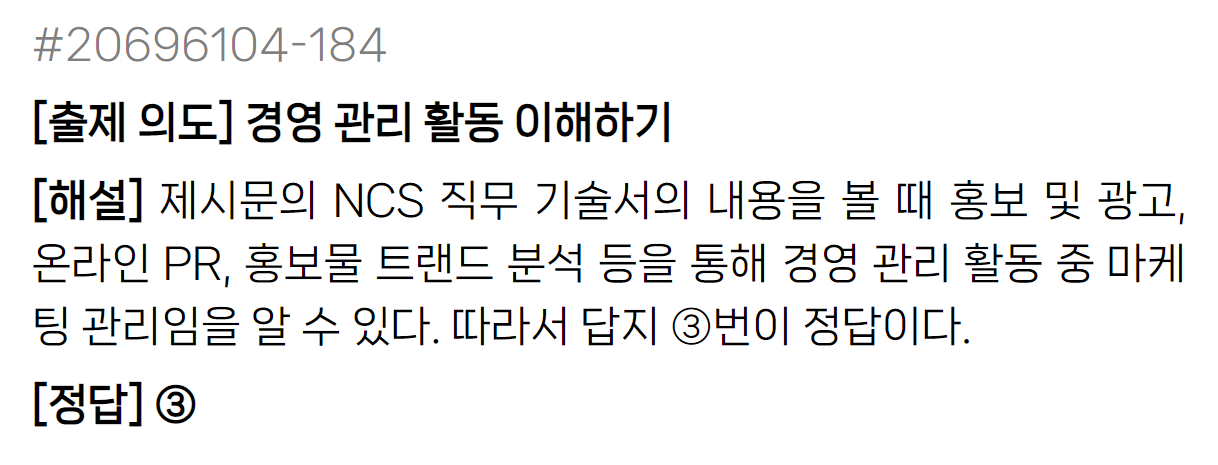 #20696104-184
[출제 의도] 경영 관리 활동 이해하기
[해설] 제시문의 NCS 직무 기술서의 내용을 볼 때 홍보 및 광고,
온라인 PR, 홍보물 트랜드 분석 등을 통해 경영 관리 활동 중 마케
팅 관리임을 알 수 있다. 따라서 답지 ③번이 정답이다.
[정답] ③